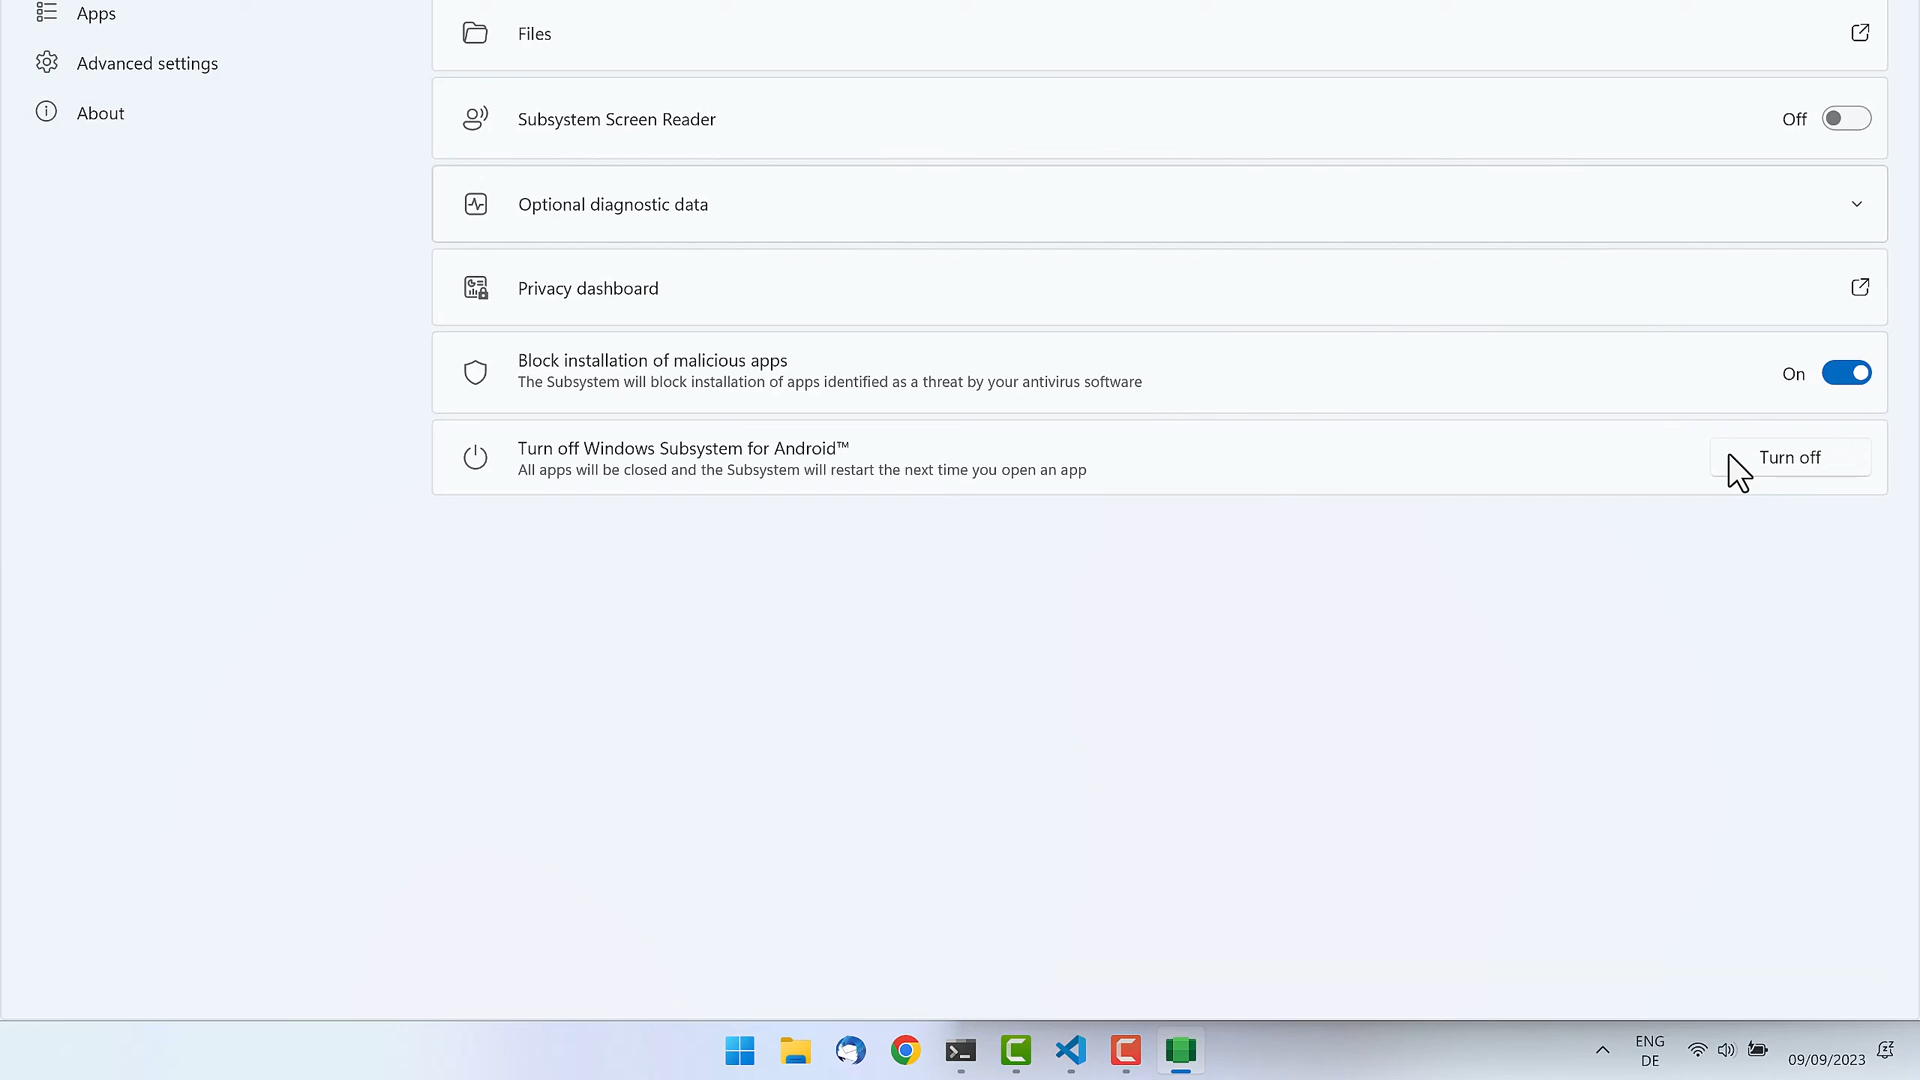 Apps
Advanced settings
About
Files
Subsystem Screen Reader
Off
Optional diagnostic data
Privacy dashboard
Block installation of malicious apps
The Subsystem will block installation of apps identified as a threat by your antivirus software
On
Turn off Windows Subsystem for Android™
All apps will be closed and the Subsystem will restart the next time you open an app
Turn off
ENG
DE
09/09/2023